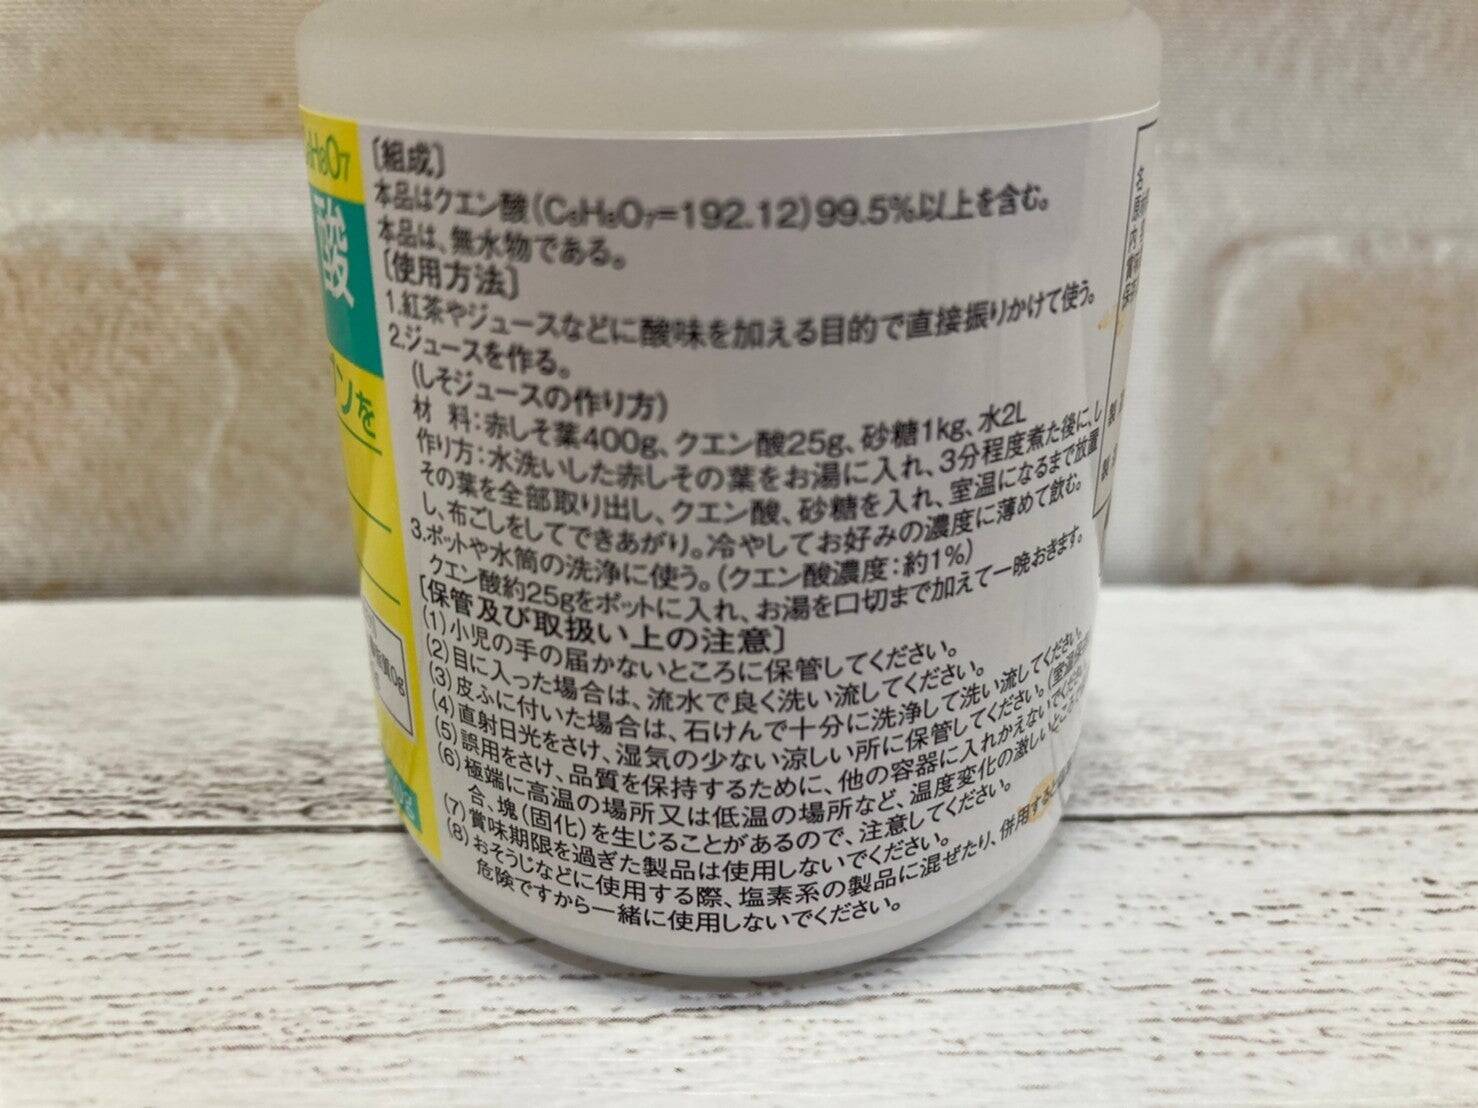 H8O7
酸
ンを
〔組成〕
本品はクエン酸(C6H8O7=192.12)99.5%以上を含む。
本品は、無水物である。
〔使用方法〕
1.紅茶やジュースなどに酸味を加える目的で直接振りかけて使う。
2.ジュースを作る。
(しそジュースの作り方)
材 料:赤しそ葉400g、クエン酸25g、砂糖1kg、水2L
作り方:水洗いした赤しその葉をお湯に入れ、3分程度煮た後に、し
その葉を全部取り出し、クエン酸、砂糖を入れ、室温になるまで放置
し、布ごしをしてできあがり。冷やしてお好みの濃度に薄めて飲む。
3.ポットや水筒の洗浄に使う。(クエン酸濃度:約1%)
クエン酸約25gをポットに入れ、お湯を口切まで加えて一晩おきます。
〔保管及び取扱い上の注意〕
(1)小児の手の届かないところに保管してください。
(2)目に入った場合は、流水で良く洗い流してください。
(3)皮ふに付いた場合は、石けんで十分に洗浄して洗い流してください。
(4)直射日光をさけ、湿気の少ない涼しい所に保管してください。(室温
(5)誤用をさけ、品質を保持するために、他の容器に入れかえないでください
(6)極端に高温の場所又は低温の場所など、温度変化の激しいところ
合、塊(固化)を生じることがあるので、注意してください。
(7)賞味期限を過ぎた製品は使用しないでください。
(8)おそうじなどに使用する際、塩素系の製品に混ぜたり、併用すると
危険ですから一緒に使用しないでください。
名
原
内
賞
保
製